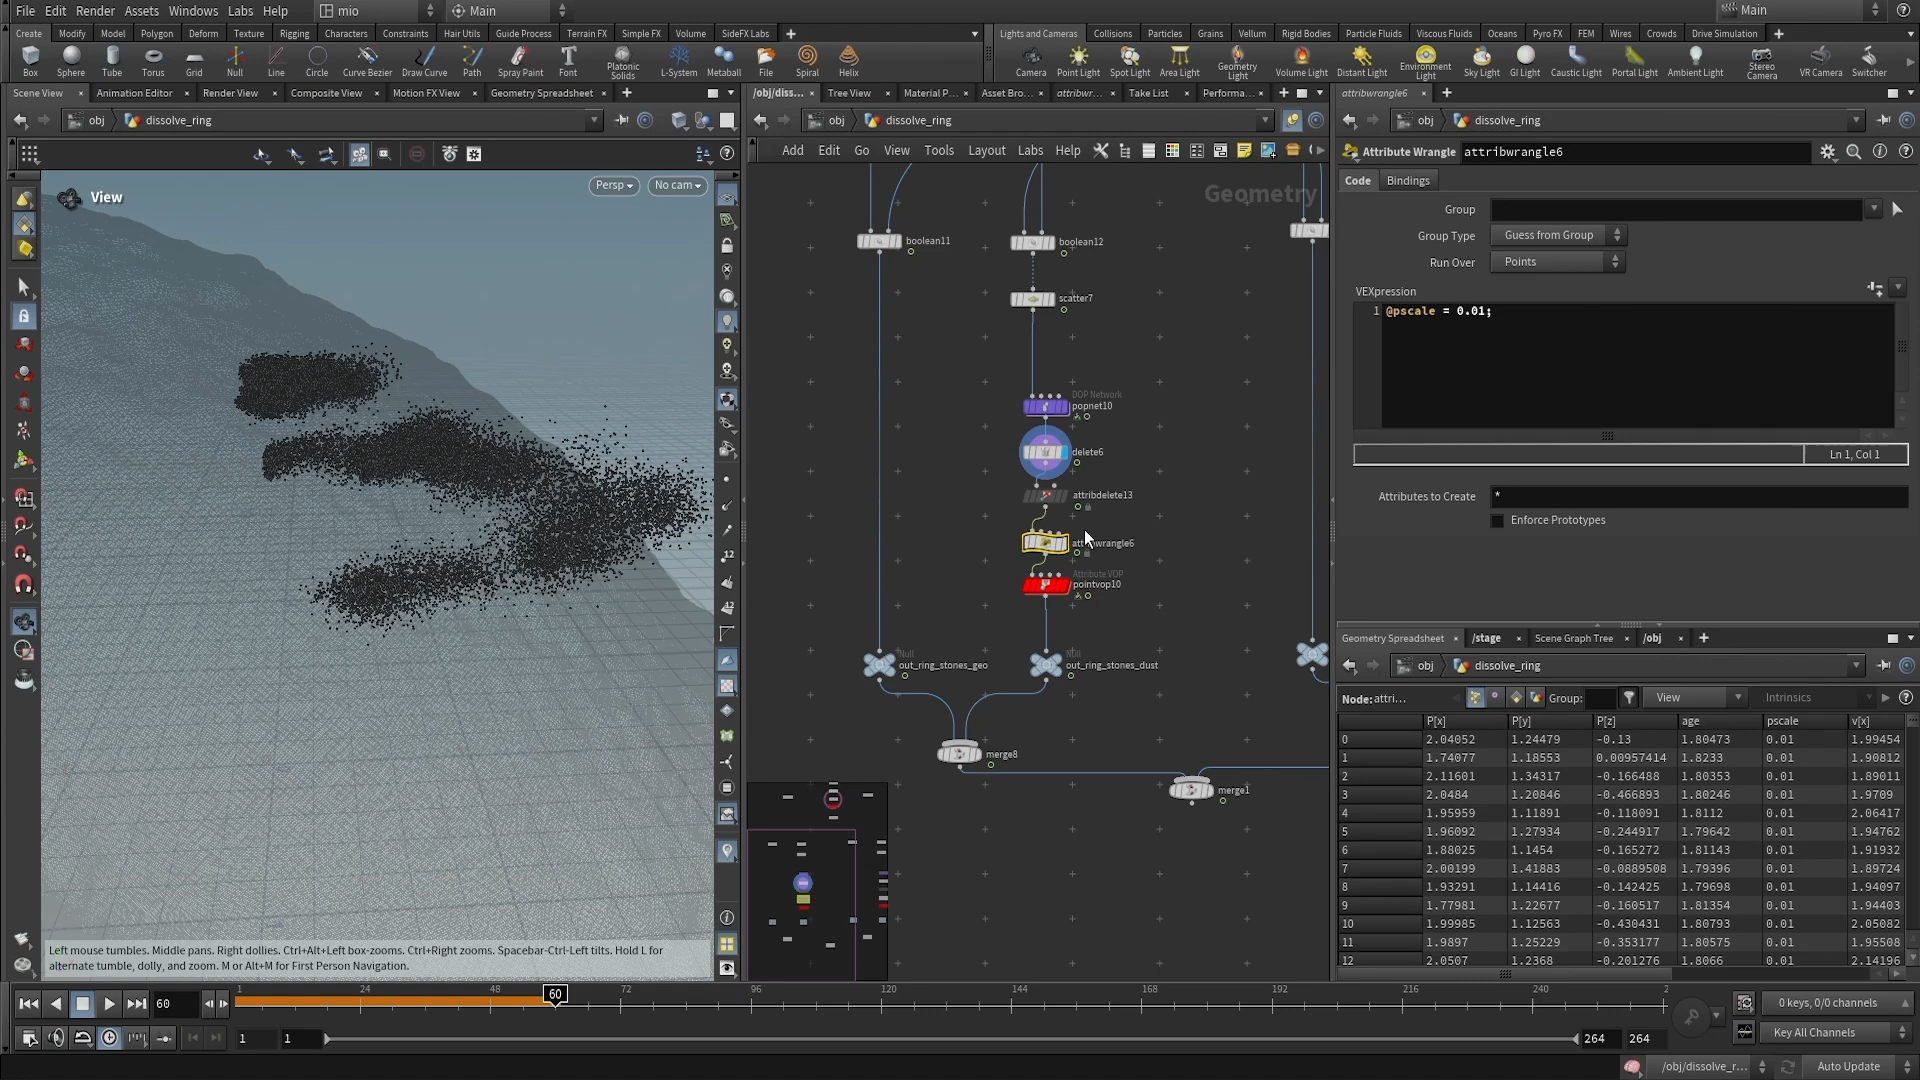 File Edit Render Assets Windows Labs Help mio Main Main
Create Modify Model Polygon Deform Texture Rigging Characters Constraints Hair Utils Guide Process Terrain FX Simple FX Volume SideFX Labs
Lights and Cameras Collisions Particles Grains Vellum Rigid Bodies Particle Fluids Viscous Fluids Oceans Pyro FX FEM Wires Crowds Drive Simulation
Box Sphere Tube Torus Grid Null Line Circle Curve Bezier Draw Curve Path Spray Paint Font Platonic Solids L-System Metaball File Spiral Helix
Camera Point Light Spot Light Area Light Geometry Light Volume Light Distant Light Environment Light Sky Light GI Light Caustic Light Portal Light Ambient Light Stereo Camera VR Camera Switcher
Scene View Animation Editor Render View Composite View Motion FX View Geometry Spreadsheet
/obj/diss... Tree View Material P... Asset Bro... attribwr... Take List Performa...
attribwrangle6
obj dissolve_ring
obj dissolve_ring
obj dissolve_ring
Add Edit Go View Tools Layout Labs Help
Attribute Wrangle attribwrangle6
Code Bindings
View
Persp
No cam
Geometry
Group
Group Type Guess from Group
Run Over Points
VEXpression
1 @pscale = 0.01;
Ln 1, Col 1
Attributes to Create *
Enforce Prototypes
boolean11
boolean12
scatter7
DOP Network
popnet10
delete6
attribdelete13
Attribute VOP
pointvop10
Null
out_ring_stones_geo
Null
out_ring_stones_dust
merge8
merge1
Geometry Spreadsheet /stage Scene Graph Tree /obj
obj dissolve_ring
Node: attri... Group: View Intrinsics
P[x] P[y] P[z] age pscale v[x]
0 2.04052 1.24479 -0.13 1.80473 0.01 1.99454
1 1.74077 1.18553 0.00957414 1.8233 0.01 1.90812
2 2.11601 1.34317 -0.166488 1.80353 0.01 1.89011
3 2.0484 1.20846 -0.466893 1.80246 0.01 1.9709
4 1.95959 1.11891 -0.118091 1.8112 0.01 2.06417
5 1.96092 1.27934 -0.244917 1.79642 0.01 1.94762
6 1.88025 1.1454 -0.165272 1.81143 0.01 1.91932
7 2.00199 1.41883 -0.0889508 1.79396 0.01 1.89724
8 1.93291 1.14416 -0.142425 1.79698 0.01 1.94097
9 1.77981 1.22677 -0.160517 1.81354 0.01 1.94403
10 1.99985 1.12563 -0.430431 1.80793 0.01 2.05082
11 1.9897 1.25229 -0.353177 1.80575 0.01 1.95508
12 2.0507 1.2368 -0.201276 1.8066 0.01 2.14196
Left mouse tumbles. Middle pans. Right dollies. Ctrl+Alt+Left box-zooms. Ctrl+Right zooms. Spacebar-Ctrl-Left tilts. Hold L for
alternate tumble, dolly, and zoom. M or Alt+M for First Person Navigation.
60 1 24 48 60 72 96 120 144 168 192 216 240 2
0 keys, 0/0 channels
1 1 264 264
Key All Channels
/obj/dissolve_r... Auto Update